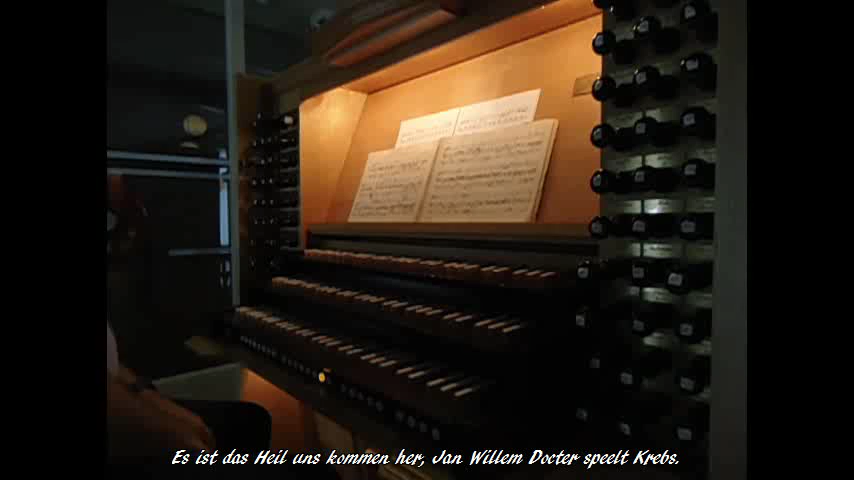 Es ist das Heil uns kommen her, Jan Willem Docter speelt Krebs.